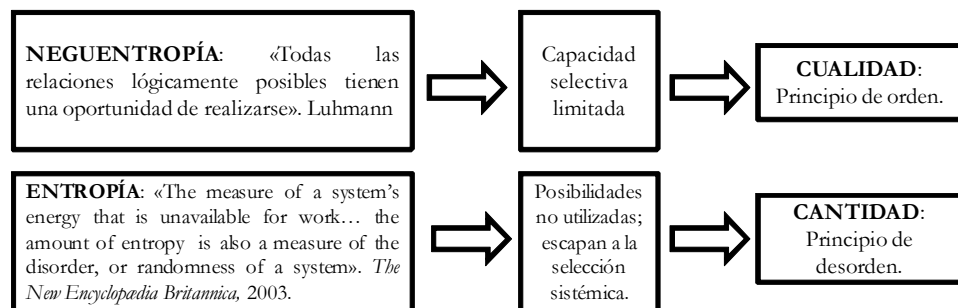 NEGUENTROPÍA: «Todas las
relaciones lógicamente posibles tienen
una oportunidad de realizarse». Luhmann
Capacidad
selectiva
limitada
CUALIDAD:
Principio de orden.
ENTROPÍA: «The measure of a system’s
energy that is unavailable for work… the
amount of entropy is also a measure of the
disorder, or randomness of a system». The
New Encyclopædia Britannica, 2003.
Posibilidades
no utilizadas;
escapan a la
selección
sistémica.
CANTIDAD:
Principio de
desorden.